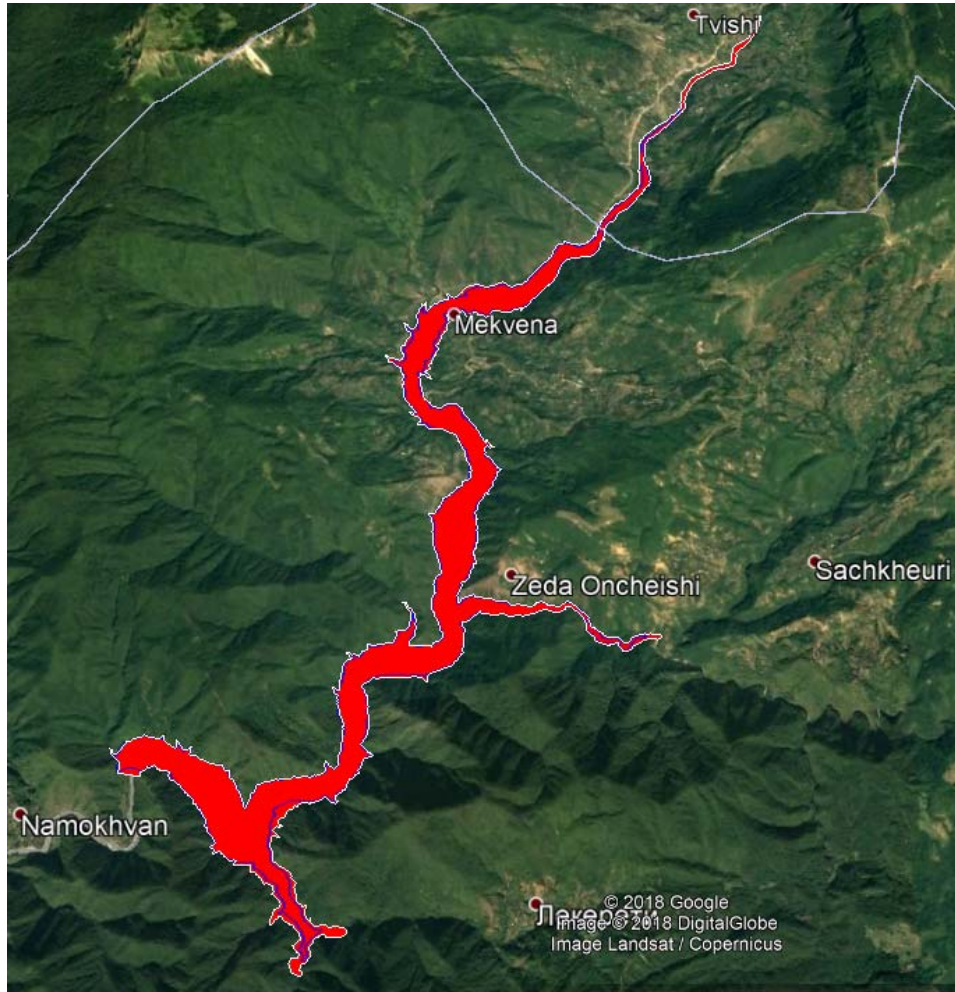 Tvishi
Mekvena
Zeda Oncheishi
Sachkheuri
Namokhvan
© 2018 Google
Image © 2018 DigitalGlobe
Image Landsat / Copernicus